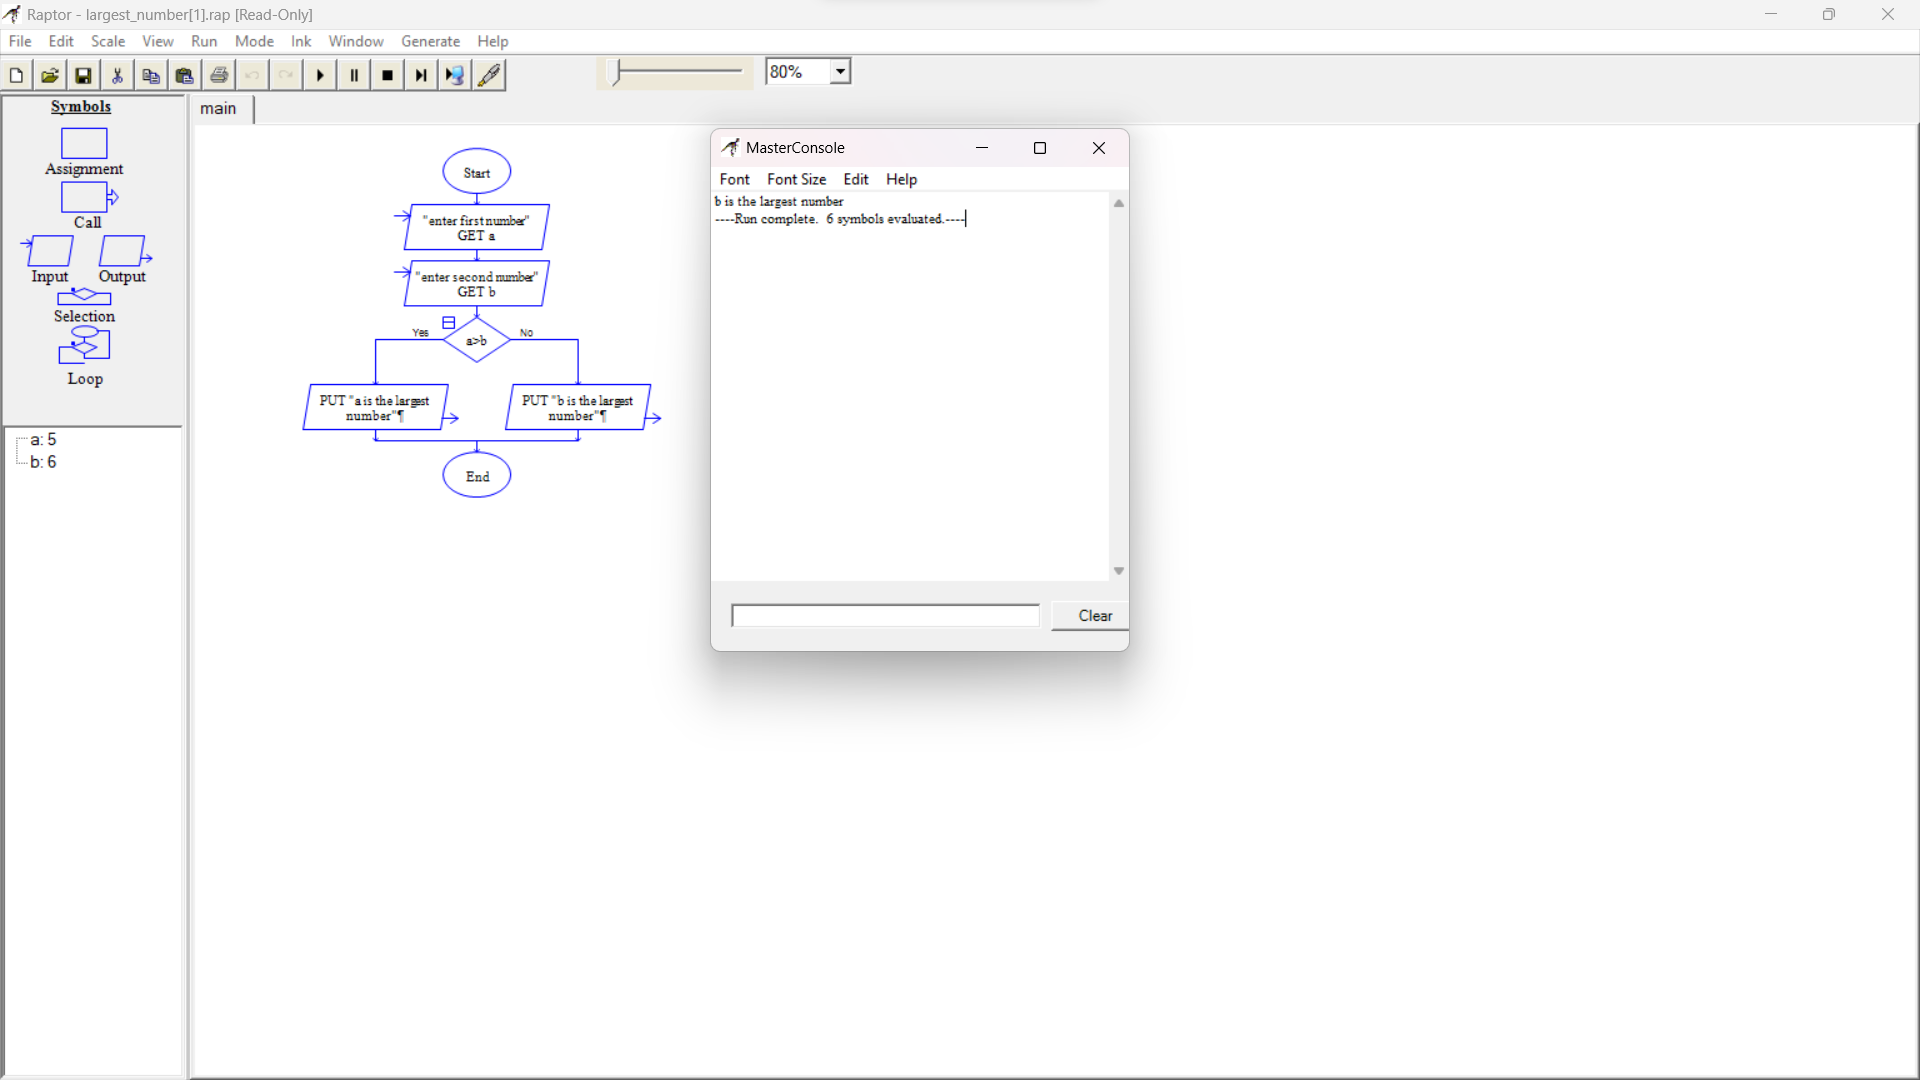 Raptor - largest_number[1].rap [Read-Only]
File Edit Scale View Run Mode Ink Window Generate Help
80%
Symbols
Assignment
Call
Input Output
Selection
Loop
a: 5
b: 6
main
Start
"enter first number"
GET a
"enter second number"
GET b
Yes No
a>b
PUT "a is the largest
number"¶
PUT "b is the largest
number"¶
End
MasterConsole
Font Font Size Edit Help
b is the largest number
----Run complete.  6 symbols evaluated.----
Clear